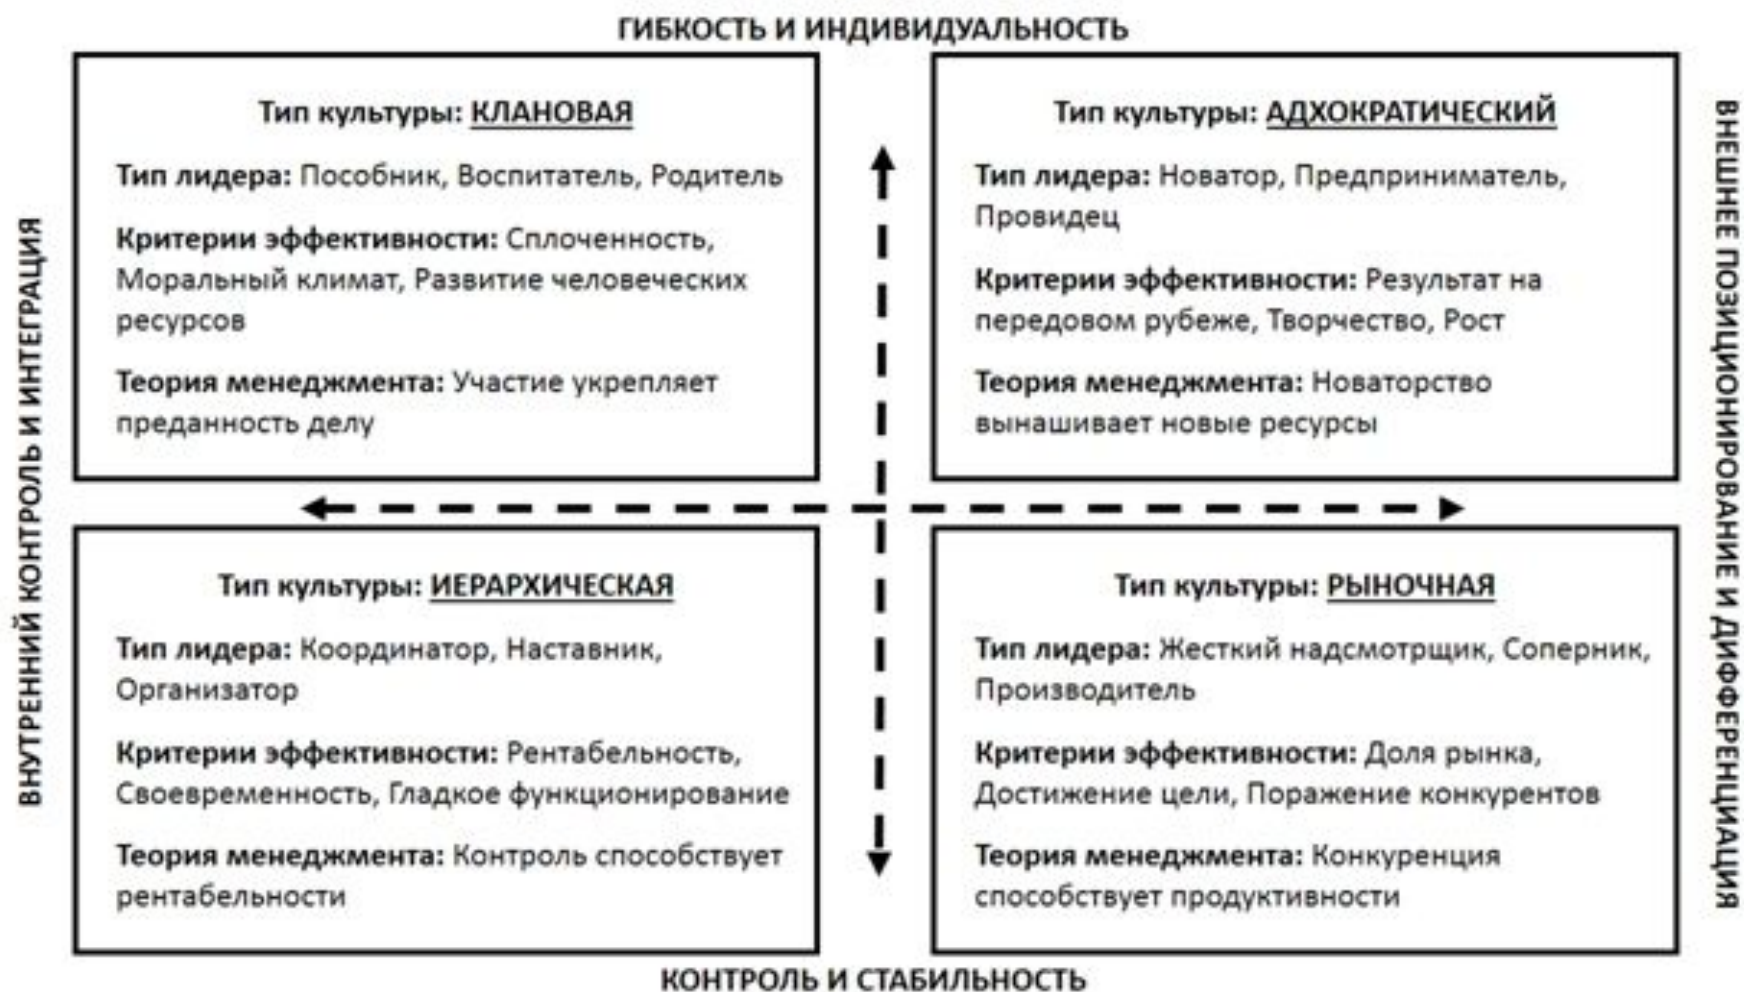 ГИБКОСТЬ И ИНДИВИДУАЛЬНОСТЬ
ВНУТРЕННИЙ КОНТРОЛЬ И ИНТЕГРАЦИЯ
Тип культуры: КЛАНОВАЯ
Тип лидера: Пособник, Воспитатель, Родитель
Критерии эффективности: Сплоченность,
Моральный климат, Развитие человеческих
ресурсов
Теория менеджмента: Участие укрепляет
преданность делу
Тип культуры: АДХОКРАТИЧЕСКИЙ
Тип лидера: Новатор, Предприниматель,
Провидец
Критерии эффективности: Результат на
передовом рубеже, Творчество, Рост
Теория менеджмента: Новаторство
вынашивает новые ресурсы
ВНЕШНЕЕ ПОЗИЦИОНИРОВАНИЕ И ДИФФЕРЕНЦИАЦИЯ
Тип культуры: ИЕРАРХИЧЕСКАЯ
Тип лидера: Координатор, Наставник,
Организатор
Критерии эффективности: Рентабельность,
Своевременность, Гладкое функционирование
Теория менеджмента: Контроль способствует
рентабельности
Тип культуры: РЫНОЧНАЯ
Тип лидера: Жесткий надсмотрщик, Соперник,
Производитель
Критерии эффективности: Доля рынка,
Достижение цели, Поражение конкурентов
Теория менеджмента: Конкуренция
способствует продуктивности
КОНТРОЛЬ И СТАБИЛЬНОСТЬ